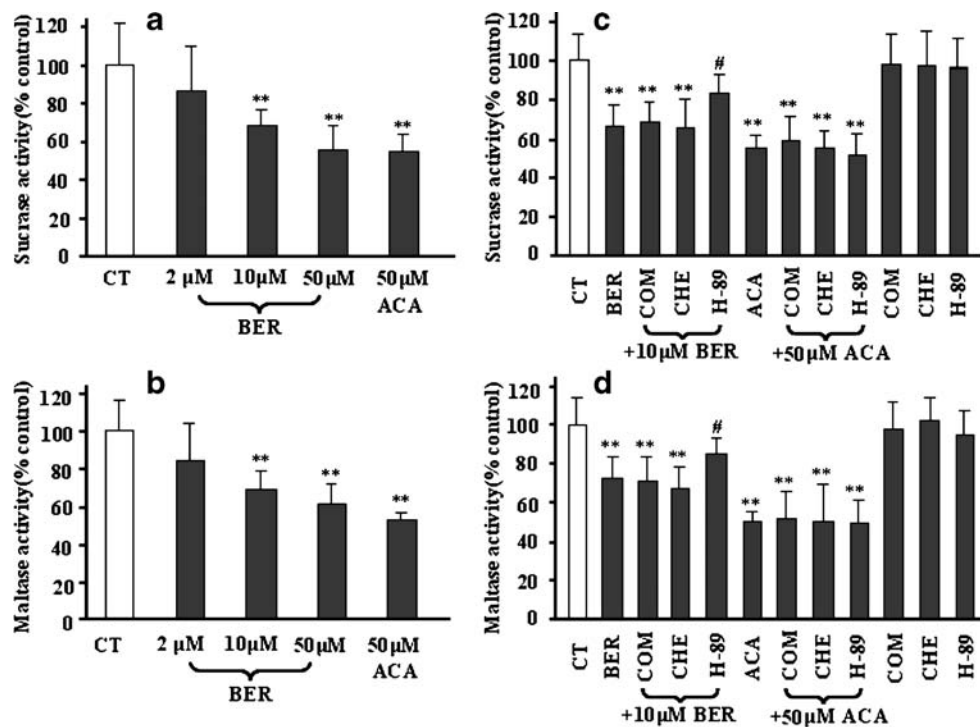 a
Sucrase activity(% control)
120
100
80
60
40
20
0
**
**
**
CT
2 μM
10μM
50μM
50μM
ACA
BER
c
Sucrase activity(% control)
120
100
80
60
40
20
0
**
**
**
#
**
**
**
**
CT
BER
COM
CHE
H-89
ACA
COM
CHE
H-89
COM
CHE
H-89
+10μM BER
+50μM ACA
b
Maltase activity(% control)
120
100
80
60
40
20
0
**
**
**
CT
2 μM
10μM
50μM
50μM
ACA
BER
d
Maltase activity(% control)
120
100
80
60
40
20
0
**
**
**
#
**
**
**
**
CT
BER
COM
CHE
H-89
ACA
COM
CHE
H-89
COM
CHE
H-89
+10μM BER
+50μM ACA